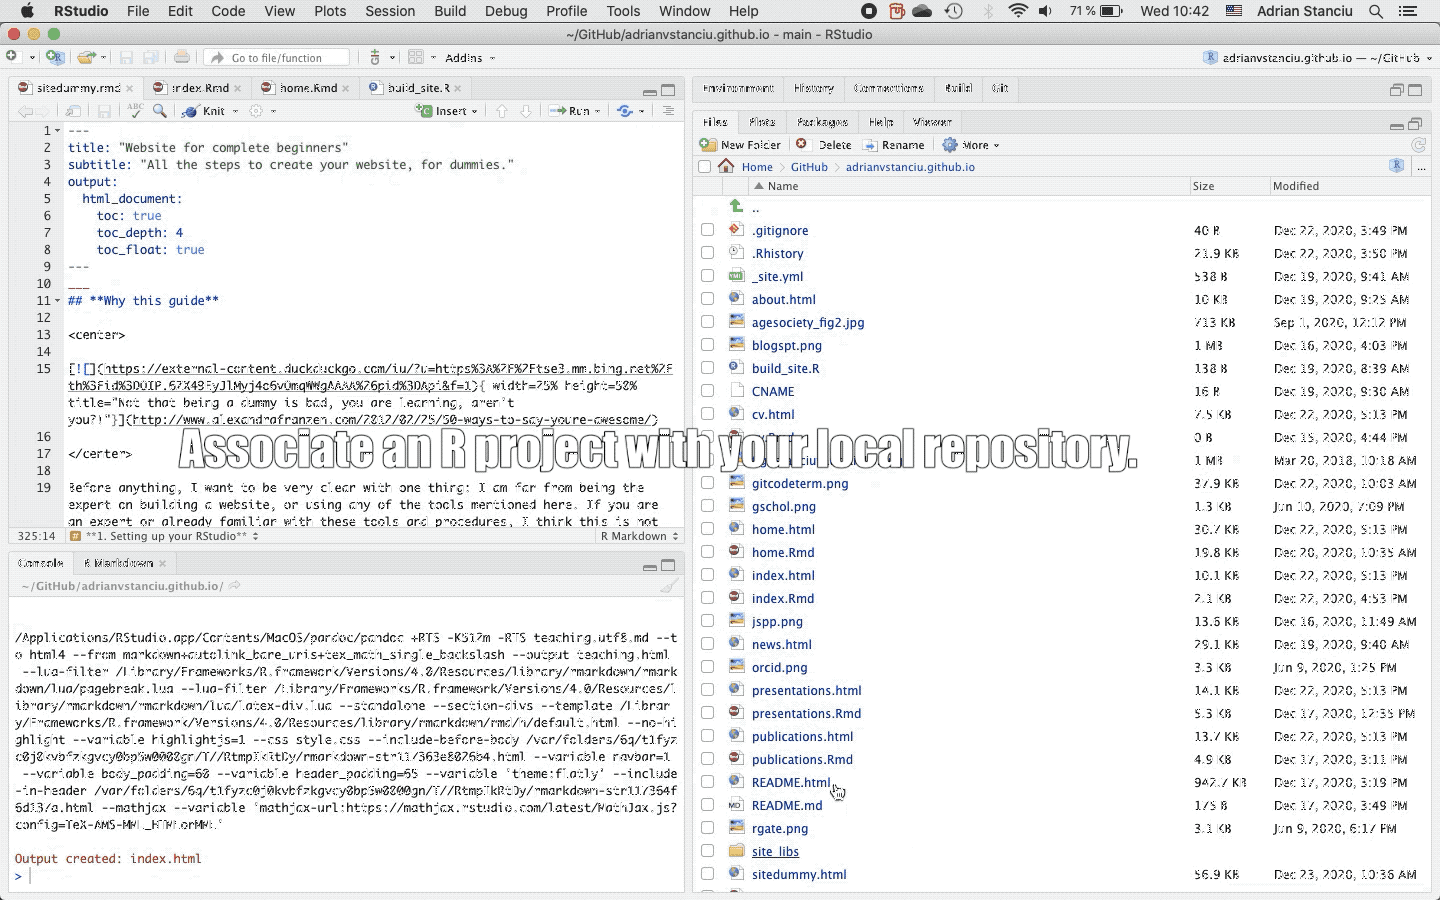 RStudio File Edit Code View Plots Session Build Debug Profile Tools Window Help 71 % Wed 10:42 Adrian Stanciu
~/GitHub/adrianvstanciu.github.io - main - RStudio
Go to file/function Addins adrianvstanciu.github.io — ~/GitHub
sitedummy.rmd index.Rmd home.Rmd build_site.R
ABC Knit Insert Run
1 ---
2 title: "Website for complete beginners"
3 subtitle: "All the steps to create your website, for dummies."
4 output:
5 html_document:
6 toc: true
7 toc_depth: 4
8 toc_float: true
9 ---
10 ___
11 ## **Why this guide**
12
13 <center>
14
15 [![](https://external-content.duckduckgo.com/iu/?u=https%3A%2F%2Ftse3.mm.bing.net%2F
{ width=25% height=50%
title="Not that being a dummy is bad, you are learning, aren't
you?!"}](http://www.alexandrafranzen.com/2012/02/25/50-ways-to-say-youre-awesome/)
16
17 </center>
18
19 Before anything, I want to be very clear with one thing: I am far from being the
expert on building a website, or using any of the tools mentioned here. If you are
an expert or already familiar with these tools and procedures, I think this is not
325:14 # **1. Setting up your RStudio** R Markdown
Associate an R project with your local repository.
Console R Markdown
~/GitHub/adrianvstanciu.github.io/
/Applications/RStudio.app/Contents/MacOS/pandoc/pandoc +RTS -K512m -RTS teaching.utf8.md --t
o html4 --from markdown+autolink_bare_uris+tex_math_single_backslash --output teaching.html
--lua-filter /Library/Frameworks/R.framework/Versions/4.0/Resources/library/rmarkdown/rmark
down/lua/pagebreak.lua --lua-filter /Library/Frameworks/R.framework/Versions/4.0/Resources/l
ibrary/rmarkdown/rmarkdown/lua/latex-div.lua --standalone --section-divs --template /Librar
y/Frameworks/R.framework/Versions/4.0/Resources/library/rmarkdown/rmd/h/default.html --no-hi
ghlight --variable highlightjs=1 --css style.css --include-before-body
--variable navbar=1
--variable body_padding=60 --variable header_padding=65 --variable 'theme:flatly' --include
-in-header
--mathjax --variable 'mathjax-url:https://mathjax.rstudio.com/latest/MathJax.js?
config=TeX-AMS-MML_HTMLorMML'
Output created: index.html
>
Environment History Connections Build Git
Files Plots Packages Help Viewer
New Folder Delete Rename More
Home GitHub adrianvstanciu.github.io ...
Name Size Modified
..
.gitignore 40 B Dec 22, 2020, 3:49 PM
.Rhistory 21.9 KB Dec 22, 2020, 3:50 PM
_site.yml 538 B Dec 19, 2020, 9:41 AM
about.html 10 KB Dec 19, 2020, 9:25 AM
agesociety_fig2.jpg 713 KB Sep 1, 2020, 12:12 PM
blogspt.png 1 MB Dec 16, 2020, 4:03 PM
build_site.R 138 B Dec 19, 2020, 8:39 AM
CNAME 16 B Dec 19, 2020, 9:30 AM
cv.html 7.5 KB Dec 22, 2020, 5:13 PM
0 B Dec 15, 2020, 4:44 PM
1 MB Mar 20, 2018, 10:18 AM
gitcodeterm.png 37.9 KB Dec 22, 2020, 10:03 AM
gschol.png 1.3 KB Jun 10, 2020, 7:09 PM
home.html 30.7 KB Dec 22, 2020, 5:13 PM
home.Rmd 19.8 KB Dec 20, 2020, 10:35 AM
index.html 10.1 KB Dec 22, 2020, 5:13 PM
index.Rmd 2.1 KB Dec 22, 2020, 4:53 PM
jspp.png 13.6 KB Dec 16, 2020, 11:49 AM
news.html 29.1 KB Dec 19, 2020, 9:40 AM
orcid.png 3.3 KB Jun 9, 2020, 1:25 PM
presentations.html 14.1 KB Dec 22, 2020, 5:13 PM
presentations.Rmd 5.3 KB Dec 17, 2020, 12:35 PM
publications.html 13.7 KB Dec 22, 2020, 5:13 PM
publications.Rmd 4.9 KB Dec 17, 2020, 3:11 PM
README.html 942.7 KB Dec 17, 2020, 3:19 PM
README.md 175 B Dec 17, 2020, 3:49 PM
rgate.png 3.1 KB Jun 9, 2020, 6:17 PM
site_libs
sitedummy.html 56.9 KB Dec 23, 2020, 10:36 AM